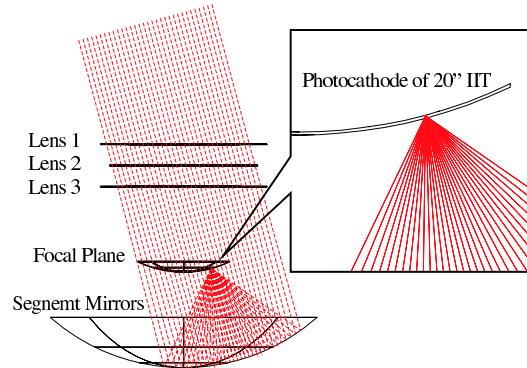 Photocathode of 20” IIT
Lens 1
Lens 2
Lens 3
Focal Plane
Segnemt Mirrors